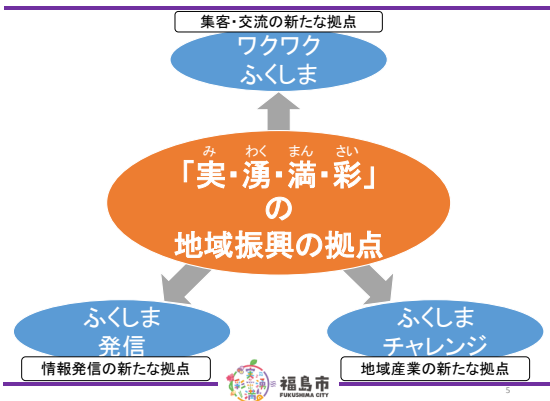 集客・交流の新たな拠点
ワクワク
ふくしま
み わく まん さい
「実・湧・満・彩」
の
地域振興の拠点
ふくしま
発信
情報発信の新たな拠点
ふくしま
チャレンジ
地域産業の新たな拠点
実湧満彩
福島市
FUKUSHIMA CITY
5